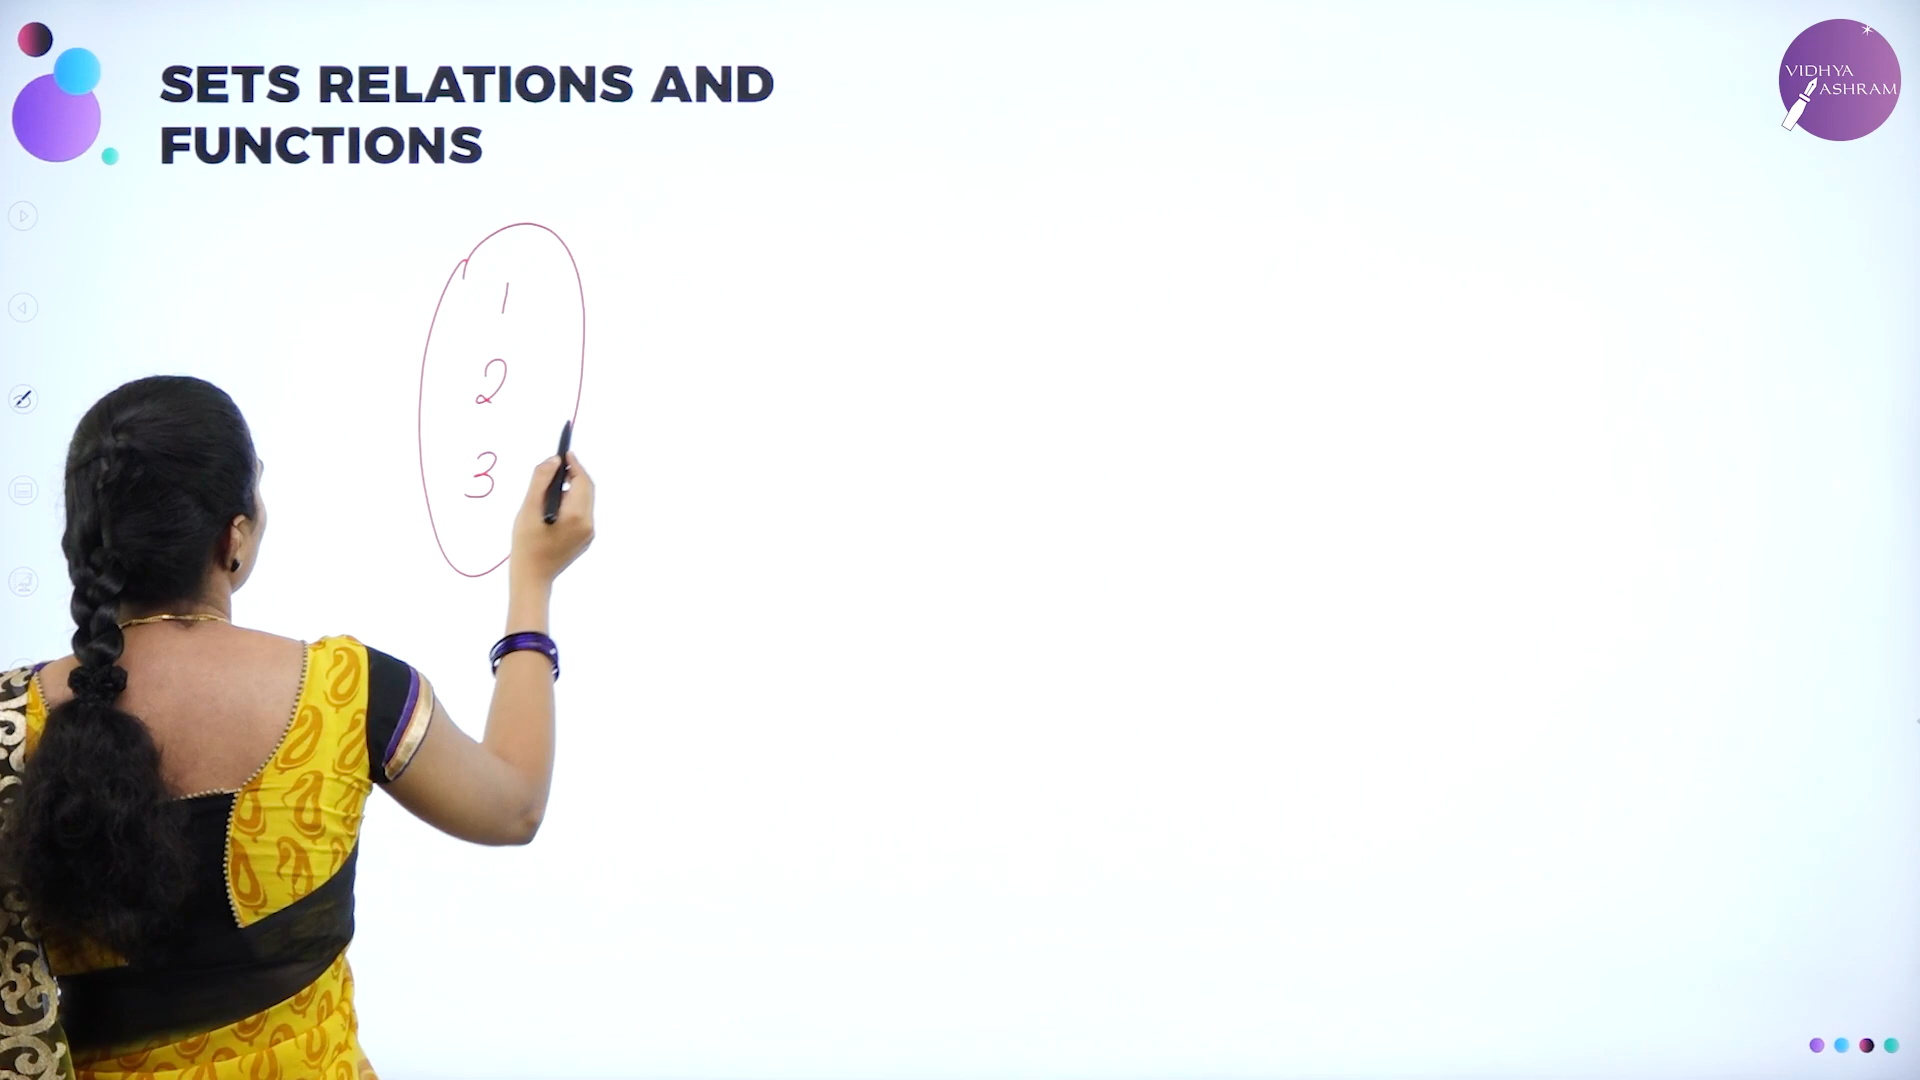 SETS RELATIONS AND
FUNCTIONS
VIDHYA
ASHRAM
1
2
3